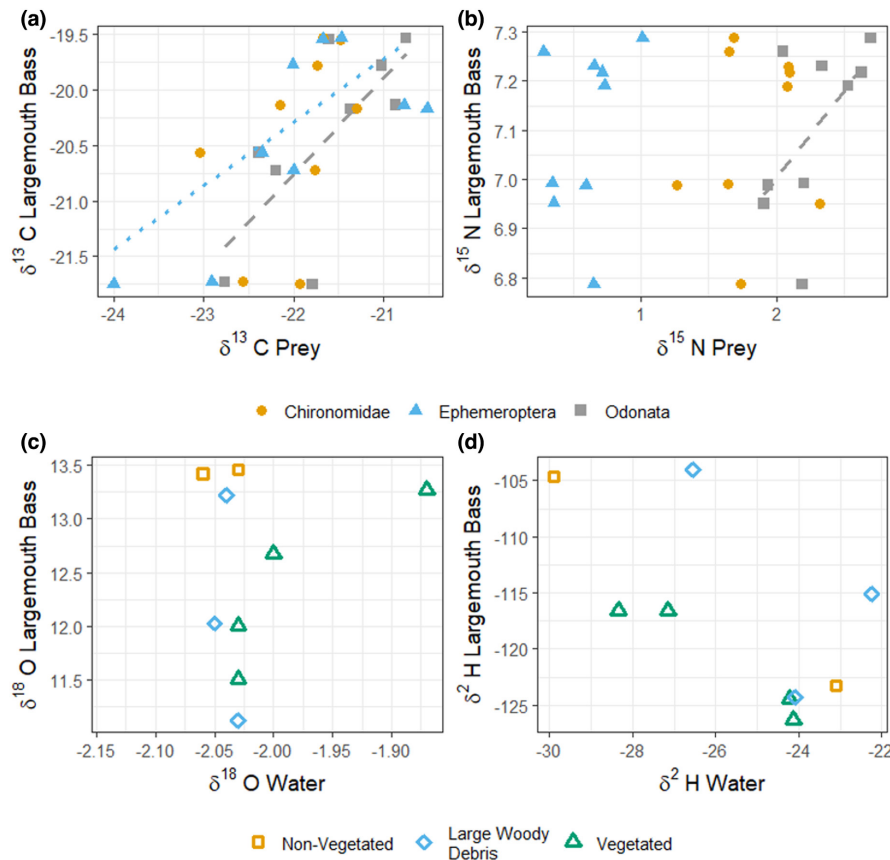 (a)
δ13 C Largemouth Bass
-19.5
-20.0
-20.5
-21.0
-21.5
-24
-23
-22
-21
δ13 C Prey
(b)
δ15 N Largemouth Bass
7.3
7.2
7.1
7.0
6.9
6.8
1
2
δ15 N Prey
Chironomidae
Ephemeroptera
Odonata
(c)
δ18 O Largemouth Bass
13.5
13.0
12.5
12.0
11.5
-2.15
-2.10
-2.05
-2.00
-1.95
-1.90
δ18 O Water
(d)
δ2 H Largemouth Bass
-105
-110
-115
-120
-125
-30
-28
-26
-24
-22
δ2 H Water
Non-Vegetated
Large Woody
Debris
Vegetated